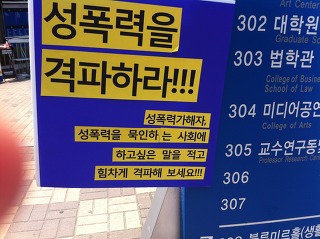 성폭력을
격파하라!!!
성폭력가해자,
성폭력을 묵인하는 사회에
하고싶은 말을 적고
힘차게 격파해 보세요!!!
Art Center
302 대학원
Graduate Sc
303 법학관
College of Busine
School of Law
304 미디어공연
College of Arts
305 교수연구동
Professor Research Cen
306
307